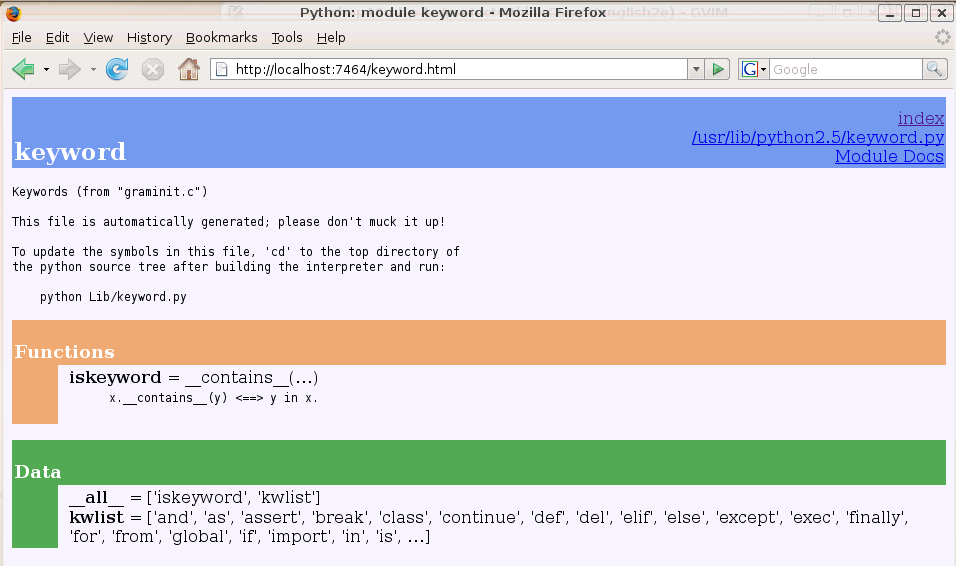 Python: module keyword - Mozilla Firefox
File Edit View History Bookmarks Tools Help
http://localhost:7464/keyword.html
G Google
index
/usr/lib/python2.5/keyword.py
keyword
Module Docs
Keywords (from "graminit.c")
This file is automatically generated; please don't muck it up!
To update the symbols in this file, 'cd' to the top directory of
the python source tree after building the interpreter and run:
python Lib/keyword.py
Functions
iskeyword = __contains__(...)
x.__contains__(y) <==> y in x.
Data
__all__ = ['iskeyword', 'kwlist']
kwlist = ['and', 'as', 'assert', 'break', 'class', 'continue', 'def', 'del', 'elif', 'else', 'except', 'exec', 'finally',
'for', 'from', 'global', 'if', 'import', 'in', 'is', ...]